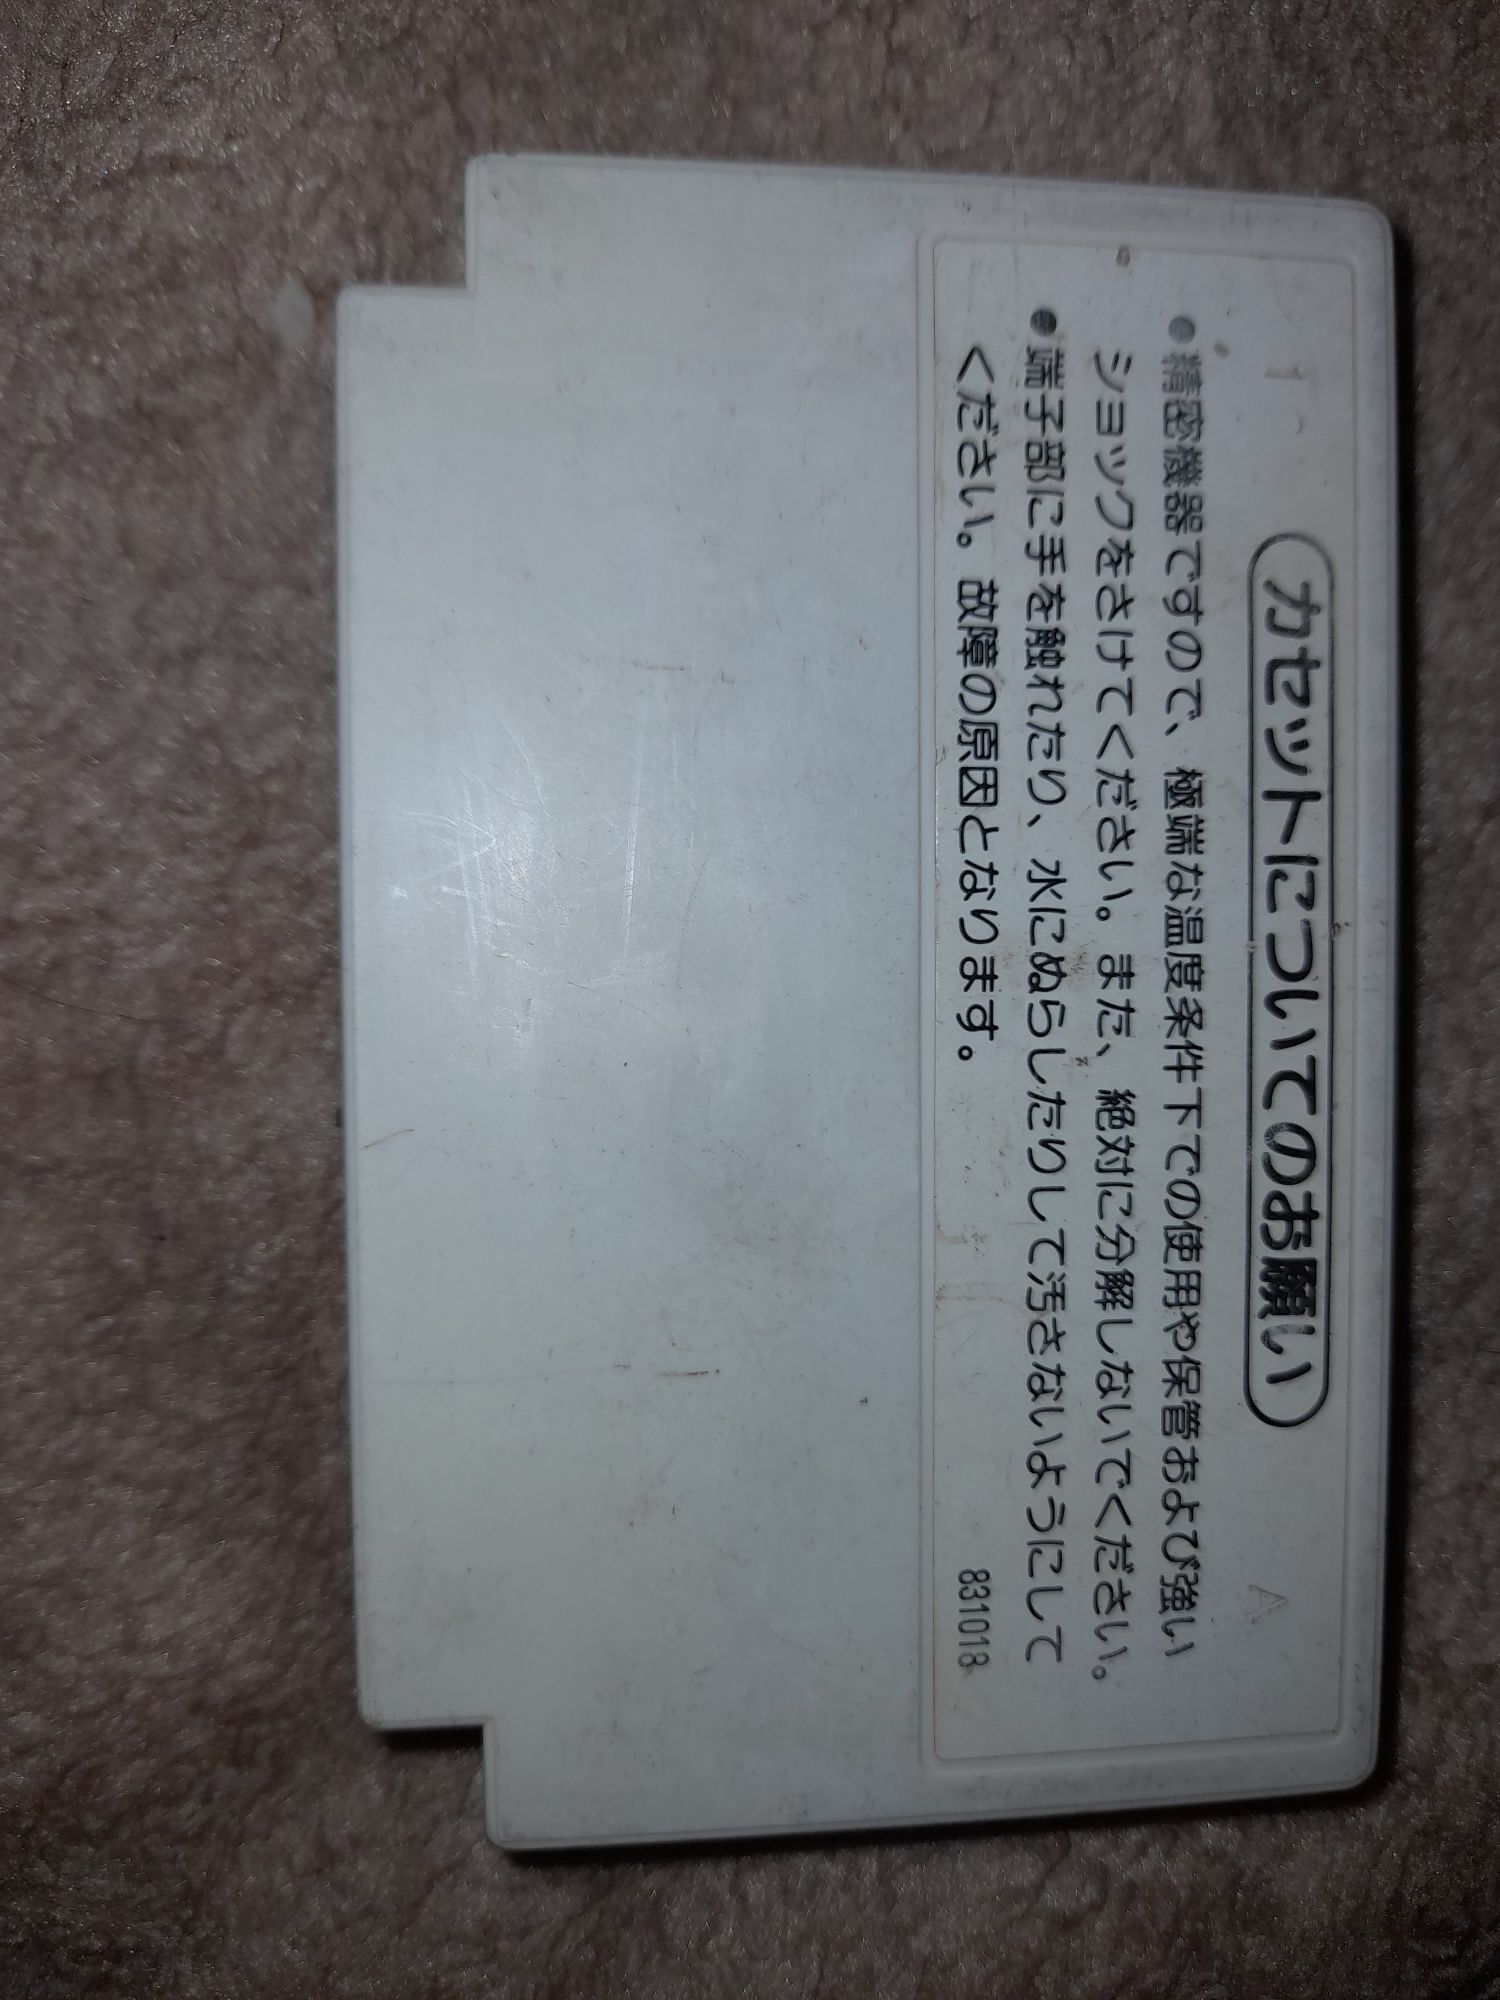 カセットについてのお願い
●精密機器ですので、極端な温度条件下での使用や保管および強い
ショックをさけてください。また、絶対に分解しないでください。
●端子部に手を触れたり、水にぬらしたりして汚さないようにして
ください。故障の原因となります。
831018
A